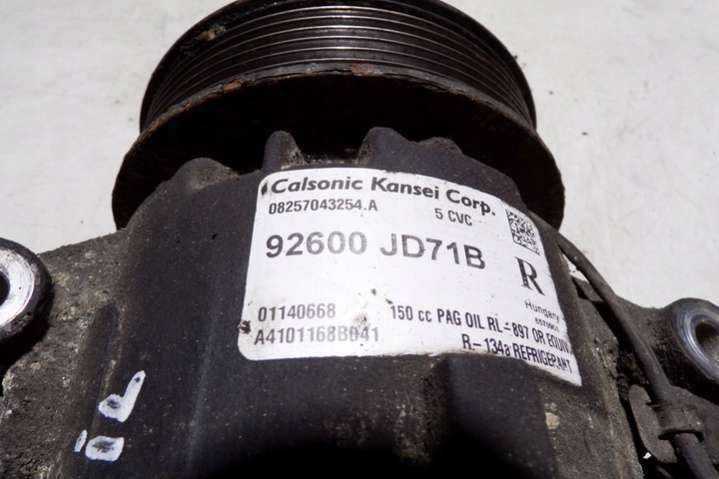 Calsonic Kansei Corp.
08257043254.A 5 CVC
92600 JD71B
R
Hungary
01140668 150 cc PAG OIL RL-897 OR EQUIV
A4101168B041 R-134a REFRIGERANT